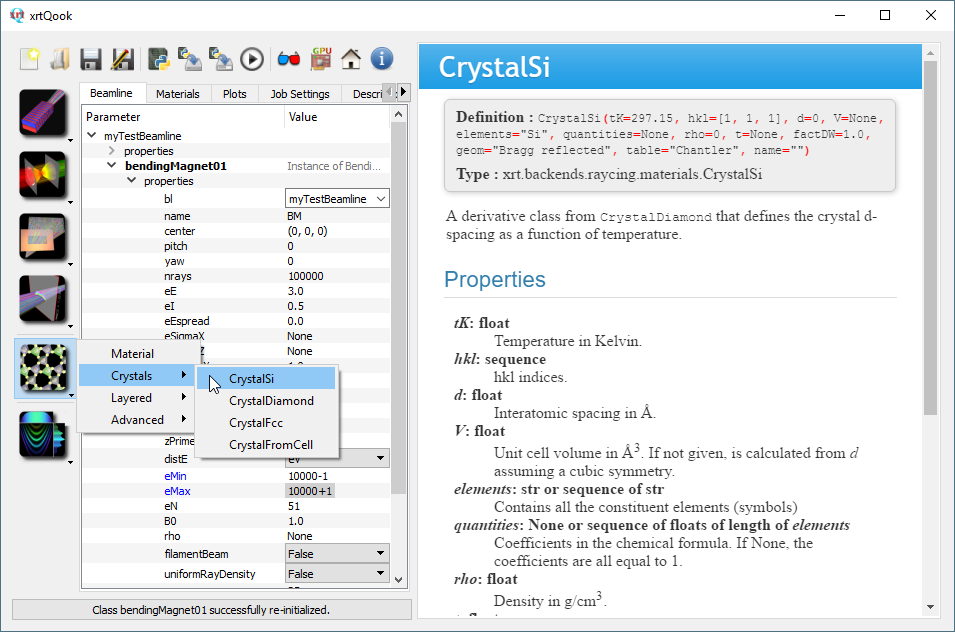 xrtQook
GPU
Beamline
Materials
Plots
Job Settings
Descri
Parameter
Value
myTestBeamline
properties
bendingMagnet01
Instance of Bendi...
properties
bl
myTestBeamline
name
BM
center
(0, 0, 0)
pitch
0
yaw
0
nrays
100000
eE
3.0
eI
0.5
eEspread
0.0
eSigmaX
None
None
Material
Crystals
Layered
Advanced
CrystalSi
CrystalDiamond
CrystalFcc
CrystalFromCell
zPrime
distE
eV
eMin
10000-1
eMax
10000+1
eN
51
B0
1.0
rho
None
filamentBeam
False
uniformRayDensity
False
Class bendingMagnet01 successfully re-initialized.
CrystalSi
Definition : CrystalSi(tK=297.15, hkl=[1, 1, 1], d=0, V=None,
elements="Si", quantities=None, rho=0, t=None, factDW=1.0,
geom="Bragg reflected", table="Chantler", name="")
Type : xrt.backends.raycing.materials.CrystalSi
A derivative class from CrystalDiamond that defines the crystal d-
spacing as a function of temperature.
Properties
tK: float
Temperature in Kelvin.
hkl: sequence
hkl indices.
d: float
Interatomic spacing in Å.
V: float
Unit cell volume in Å³. If not given, is calculated from d
assuming a cubic symmetry.
elements: str or sequence of str
Contains all the constituent elements (symbols)
quantities: None or sequence of floats of length of elements
Coefficients in the chemical formula. If None, the
coefficients are all equal to 1.
rho: float
Density in g/cm³.